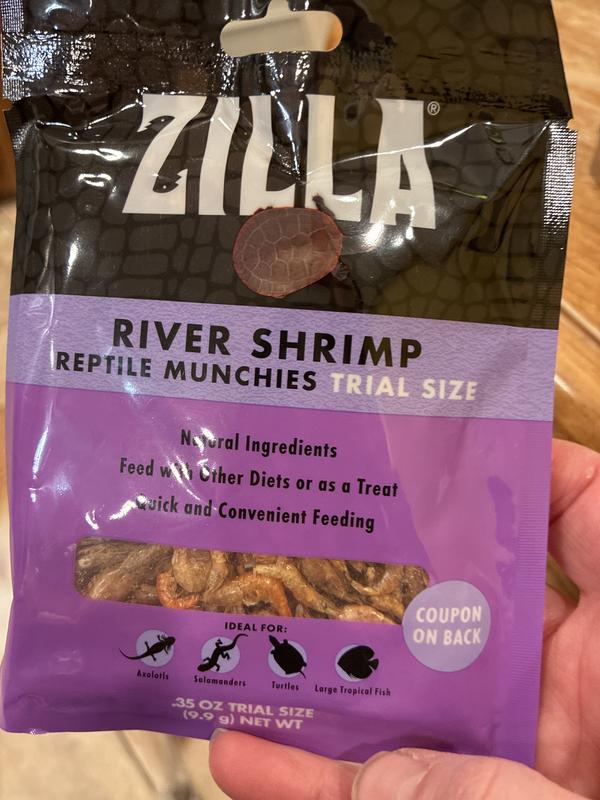 ZILLA®
RIVER SHRIMP
REPTILE MUNCHIES TRIAL SIZE
Natural Ingredients
Feed with Other Diets or as a Treat
Quick and Convenient Feeding
COUPON
ON BACK
IDEAL FOR:
Axolotls Salamanders Turtles Large Tropical Fish
.35 OZ TRIAL SIZE
(9.9 g) NET WT